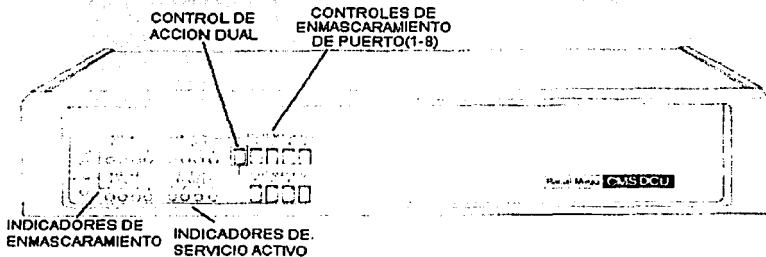 CONTROL DE
ACCION DUAL
CONTROLES DE
ENMASCARAMIENTO
DE PUERTO(1-8)
CMS DCU
INDICADORES DE
ENMASCARAMIENTO
INDICADORES DE.
SERVICIO ACTIVO